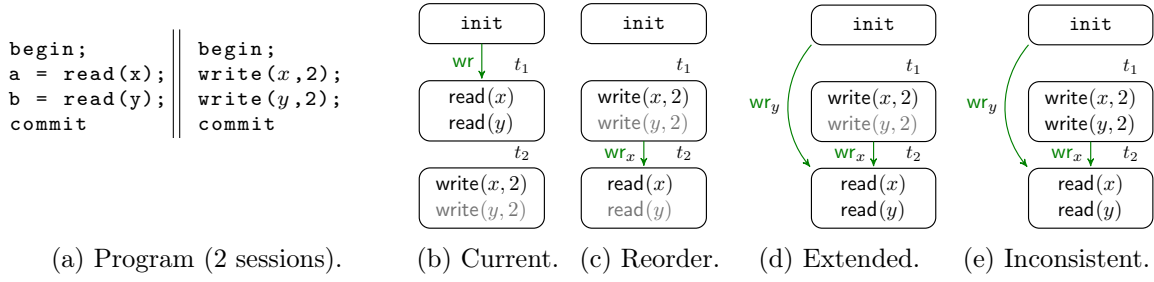 begin;
a = read(x);
b = read(y);
commit
begin;
write(x,2);
write(y,2);
commit
(a) Program (2 sessions).
init
wr
t1
read(x)
read(y)
t2
write(x, 2)
write(y, 2)
(b) Current.
init
t1
write(x, 2)
write(y, 2)
wrx
t2
read(x)
read(y)
(c) Reorder.
init
t1
wry
write(x, 2)
write(y, 2)
wrx
t2
read(x)
read(y)
(d) Extended.
init
t1
wry
write(x, 2)
write(y, 2)
wrx
t2
read(x)
read(y)
(e) Inconsistent.